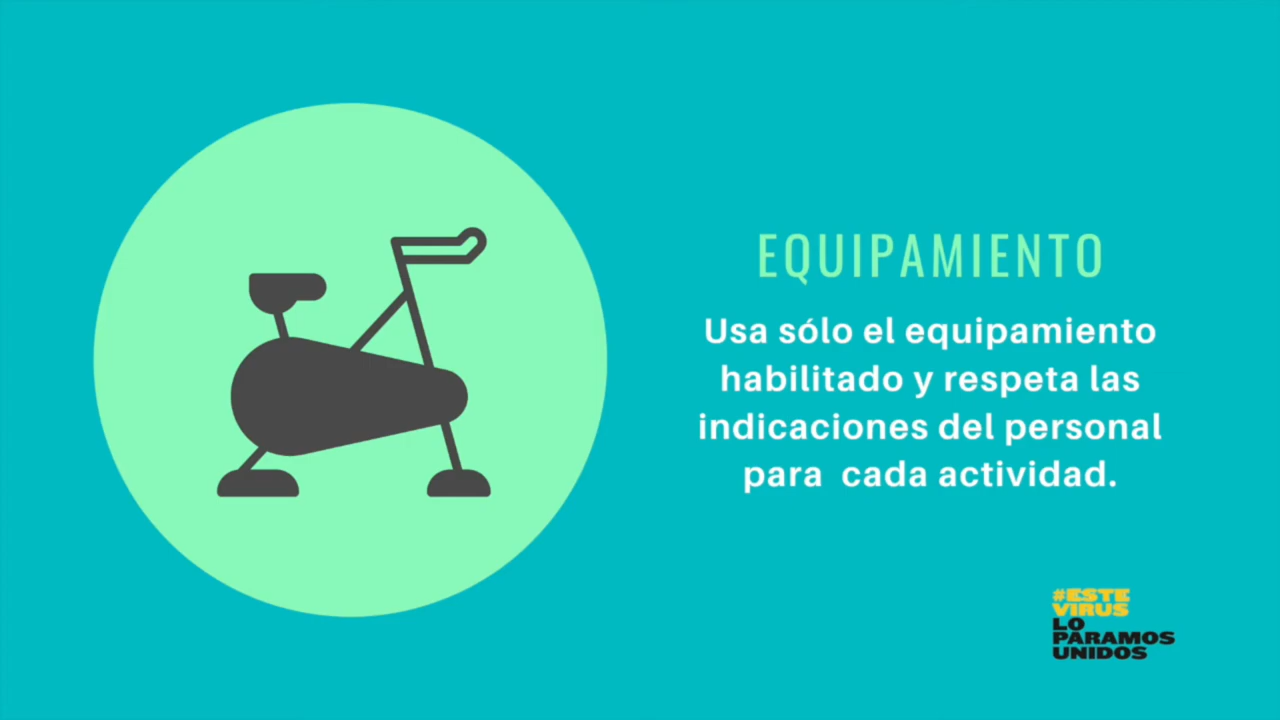 EQUIPAMIENTO
Usa sólo el equipamiento
habilitado y respeta las
indicaciones del personal
para cada actividad.
#ESTE
VIRUS
LO
PARAMOS
UNIDOS